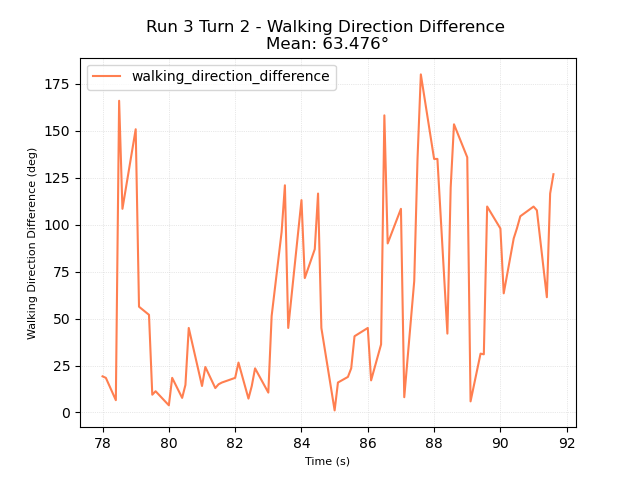 Run 3 Turn 2 - Walking Direction Difference
Mean: 63.476°
walking_direction_difference
Walking Direction Difference (deg)
175
150
125
100
75
50
25
0
78 80 82 84 86 88 90 92
Time (s)